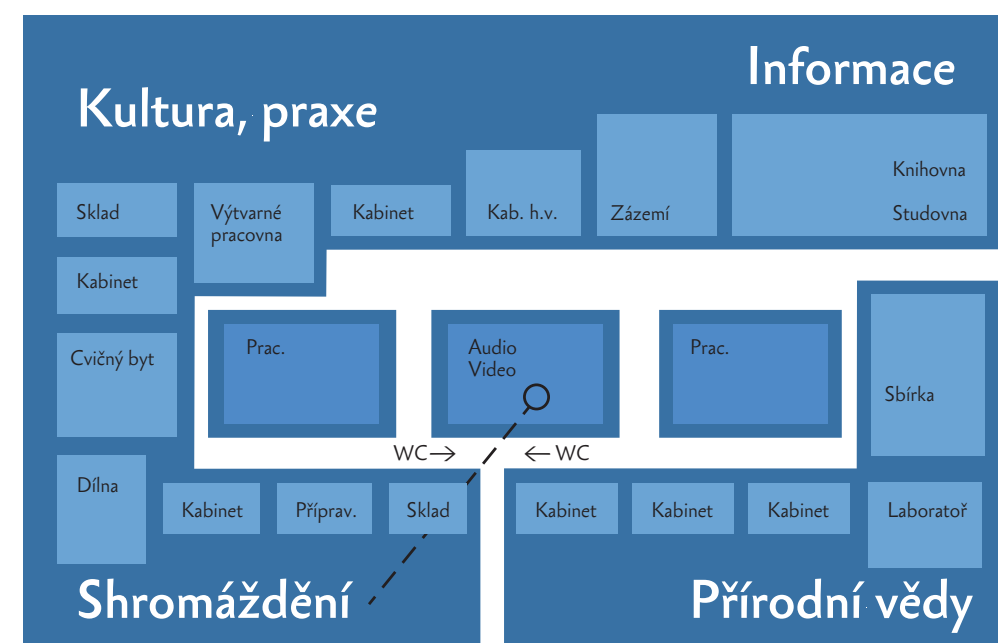 Informace
Kultura, praxe
Knihovna
Sklad
Výtvarné
pracovna
Kabinet
Kab. h.v.
Zázemí
Studovna
Kabinet
Cvičný byt
Prac.
Audio
Video
Prac.
Sbírka
WC→
←WC
Dílna
Kabinet
Příprav.
Sklad
Kabinet
Kabinet
Kabinet
Laboratoř
Shromáždění
Přírodní vědy